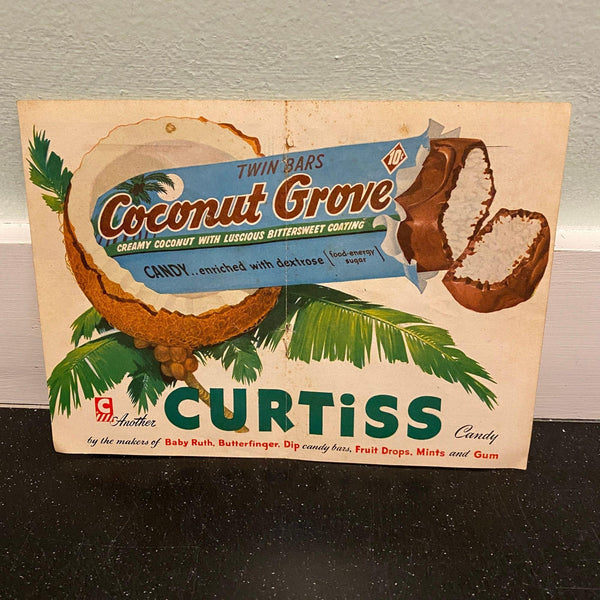 TWIN BARS
10¢
Coconut Grove
CREAMY COCONUT WITH LUSCIOUS BITTERSWEET COATING
CANDY..enriched with dextrose (food-energy sugar)
C
Another CURTiSS Candy
by the makers of Baby Ruth, Butterfinger, Dip candy bars, Fruit Drops, Mints and Gum